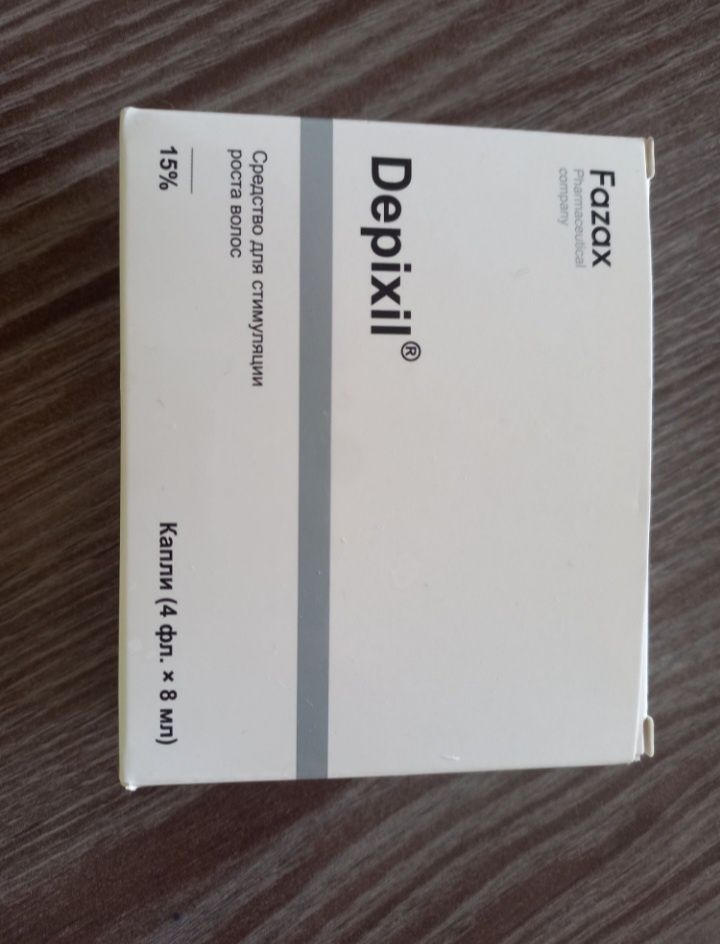 Fazax
Pharmaceutical
company
Depixil®
Средство для стимуляции
роста волос
15%
Капли (4 фл. × 8 мл)